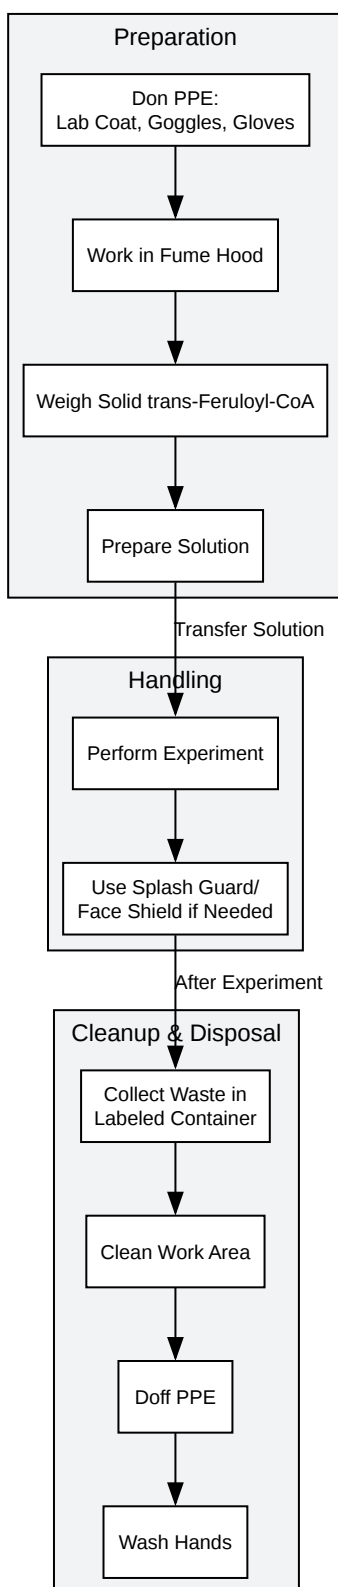 Preparation
Don PPE:
Lab Coat, Goggles, Gloves
Work in Fume Hood
Weigh Solid trans-Feruloyl-CoA
Prepare Solution
Transfer Solution
Handling
Perform Experiment
Use Splash Guard/
Face Shield if Needed
After Experiment
Cleanup & Disposal
Collect Waste in
Labeled Container
Clean Work Area
Doff PPE
Wash Hands